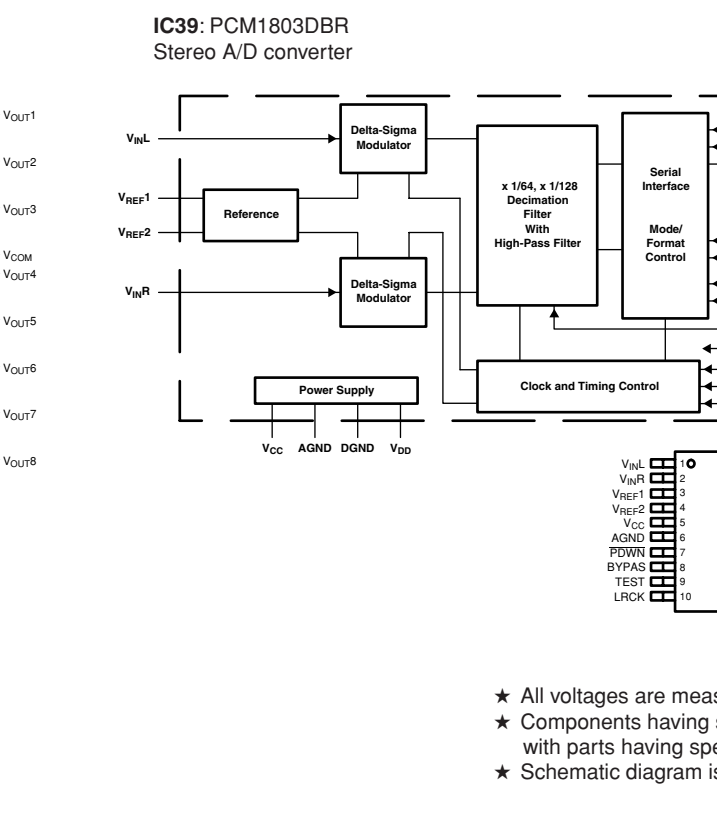 IC39: PCM1803DBR
Stereo A/D converter
VOUT1
VOUT2
VOUT3
VCOM
VOUT4
VOUT5
VOUT6
VOUT7
VOUT8
VINL
VREF1
VREF2
VINR
Reference
Delta-Sigma
Modulator
Delta-Sigma
Modulator
x 1/64, x 1/128
Decimation
Filter
With
High-Pass Filter
Serial
Interface
Mode/
Format
Control
Power Supply
Clock and Timing Control
VCC AGND DGND VDD
VINL 1
VINR 2
VREF1 3
VREF2 4
VCC 5
AGND 6
PDWN 7
BYPAS 8
TEST 9
LRCK 10
★ All voltages are
★ Components having
with parts having
★ Schematic diagram